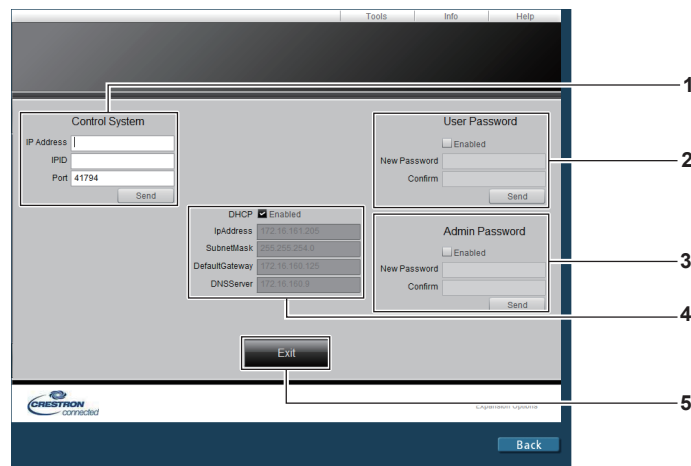 Tools Info Help
1
Control System
IP Address
IPID
Port 41794
Send
User Password
Enabled
New Password
Confirm
Send
2
DHCP Enabled
IpAddress 172.16.161.205
SubnetMask 255.255.254.0
DefaultGateway 172.16.160.125
DNSServer 172.16.160.9
Admin Password
Enabled
New Password
Confirm
Send
3
4
Exit
5
CRESTRON
connected
Expansion Options
Back